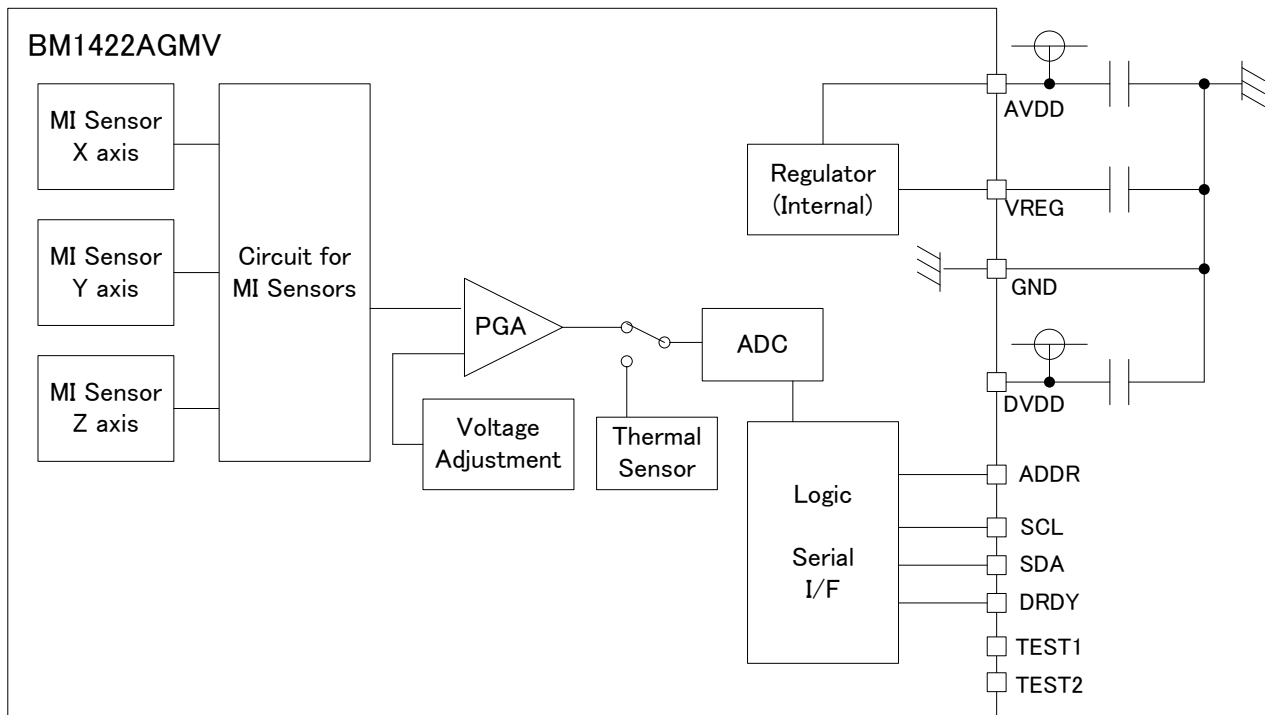 BM1422AGMV
MI Sensor
X axis
MI Sensor
Y axis
MI Sensor
Z axis
Circuit for
MI Sensors
PGA
Voltage
Adjustment
Thermal
Sensor
ADC
Regulator
(Internal)
Logic
Serial
I/F
AVDD
VREG
GND
DVDD
ADDR
SCL
SDA
DRDY
TEST1
TEST2